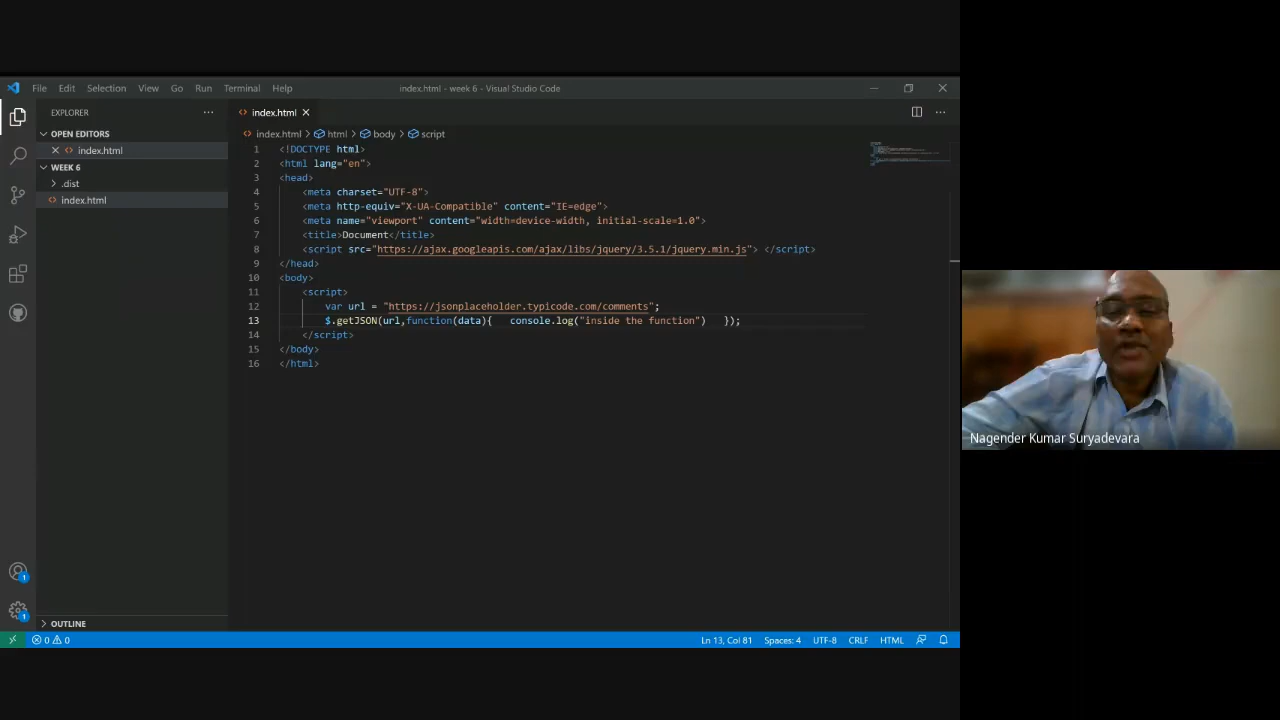 File Edit Selection View Go Run Terminal Help
index.html - week 6 - Visual Studio Code
EXPLORER
OPEN EDITORS
index.html
WEEK 6
.dist
index.html
OUTLINE
index.html
index.html > html > body > script
1 <!DOCTYPE html>
2 <html lang="en">
3 <head>
4 <meta charset="UTF-8">
5 <meta http-equiv="X-UA-Compatible" content="IE=edge">
6 <meta name="viewport" content="width=device-width, initial-scale=1.0">
7 <title>Document</title>
8 <script src="https://ajax.googleapis.com/ajax/libs/jquery/3.5.1/jquery.min.js"> </script>
9 </head>
10 <body>
11 <script>
12 var url = "https://jsonplaceholder.typicode.com/comments";
13 $.getJSON(url,function(data){ console.log("inside the function") });
14 </script>
15 </body>
16 </html>
1
1
0 0
Ln 13, Col 81 Spaces: 4 UTF-8 CRLF HTML
Nagender Kumar Suryadevara